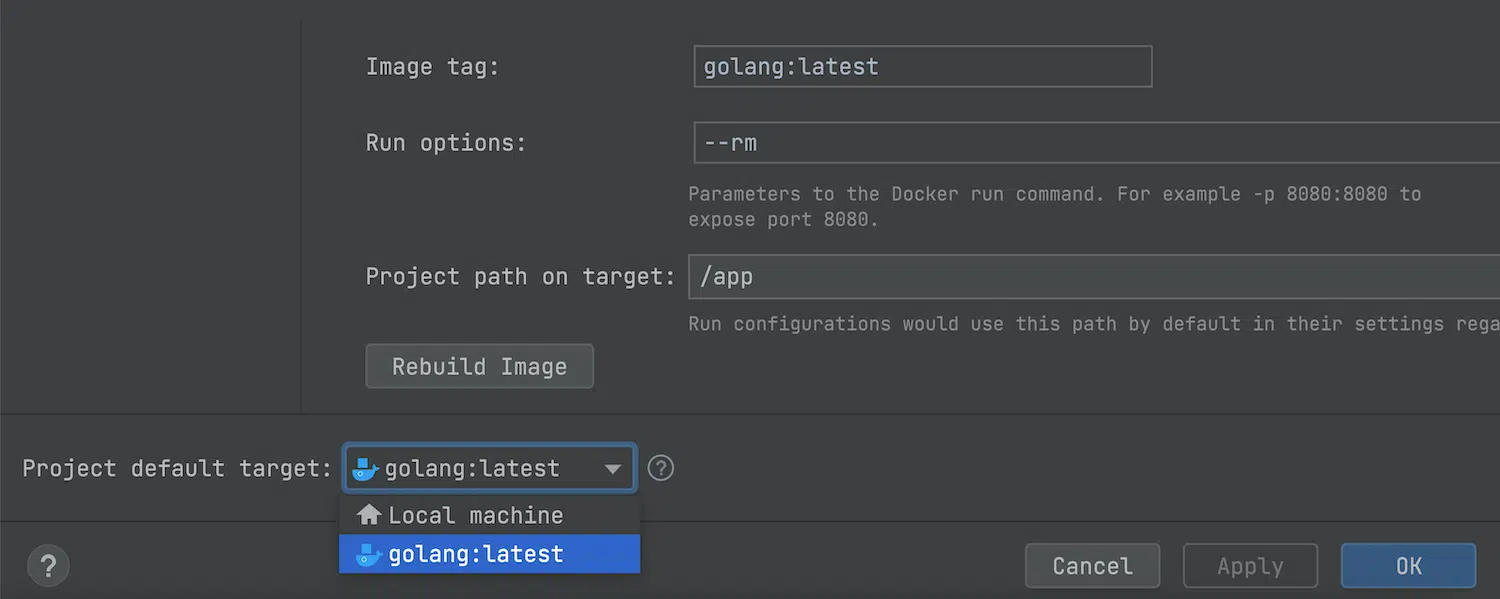 Image tag: golang:latest
Run options: --rm
Parameters to the Docker run command. For example -p 8080:8080 to
expose port 8080.
Project path on target: /app
Run configurations would use this path by default in their settings rega
Rebuild Image
Project default target: golang:latest ?
Local machine
golang:latest
? Cancel Apply OK